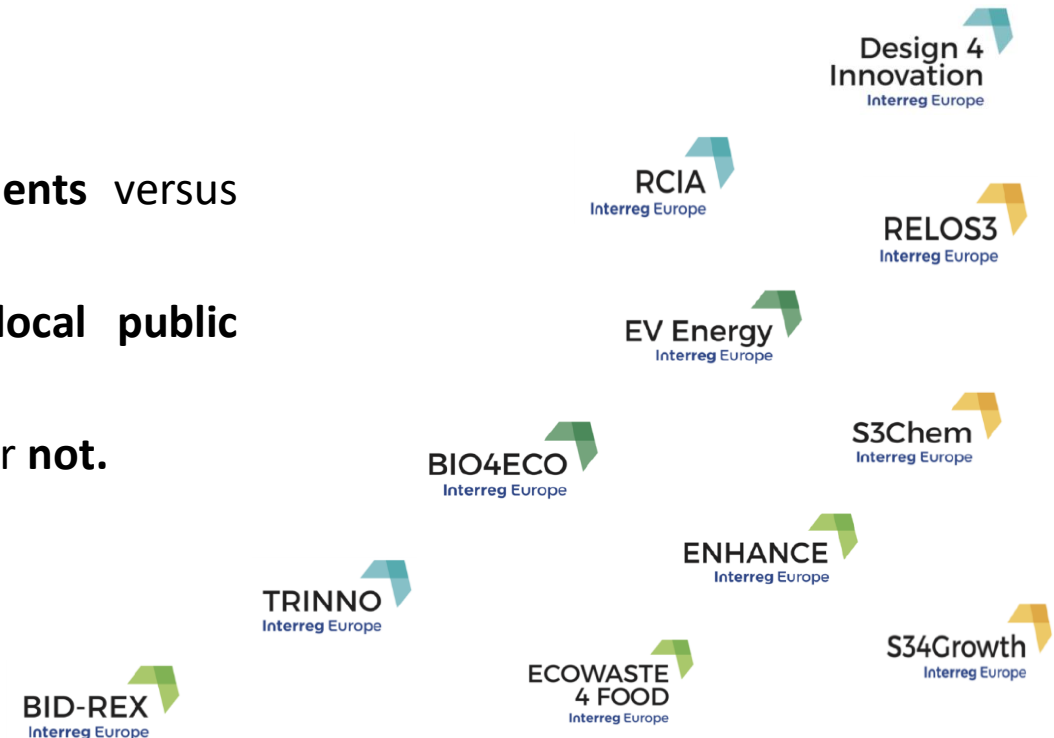 Design 4
Innovation
Interreg Europe
RCIA
Interreg Europe
ents versus
RELOS3
Interreg Europe
local public
EV Energy
Interreg Europe
S3Chem
Interreg Europe
r not.
BIO4ECO
Interreg Europe
ENHANCE
Interreg Europe
TRINNO
Interreg Europe
S34Growth
Interreg Europe
ECOWASTE
4 FOOD
Interreg Europe
BID-REX
Interreg Europe